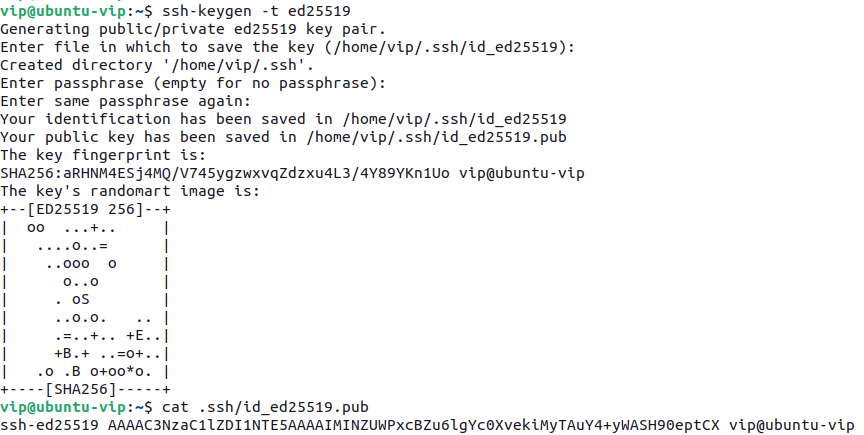 vip@ubuntu-vip:~$ ssh-keygen -t ed25519
Generating public/private ed25519 key pair.
Enter file in which to save the key (/home/vip/.ssh/id_ed25519):
Created directory '/home/vip/.ssh'.
Enter passphrase (empty for no passphrase):
Enter same passphrase again:
Your identification has been saved in /home/vip/.ssh/id_ed25519
Your public key has been saved in /home/vip/.ssh/id_ed25519.pub
The key fingerprint is:
SHA256:aRHNM4ESj4MQ/V745ygzwxvqZdzxu4L3/4Y89YKn1Uo vip@ubuntu-vip
The key's randomart image is:
+--[ED25519 256]--+
|  oo  ...+..     |
|   ....o..=      |
|    ..ooo  o     |
|      o..o       |
|     . oS        |
|     ..o.o.   .. |
|     .=..+.. +E..|
|     +B.+ ..=o+..|
|   .o .B o+oo*o. |
+----[SHA256]-----+
vip@ubuntu-vip:~$ cat .ssh/id_ed25519.pub
ssh-ed25519 AAAAC3NzaC1lZDI1NTE5AAAAIMINZUWPxcBZu6lgYc0XvekiMyTAuY4+yWASH90eptCX vip@ubuntu-vip